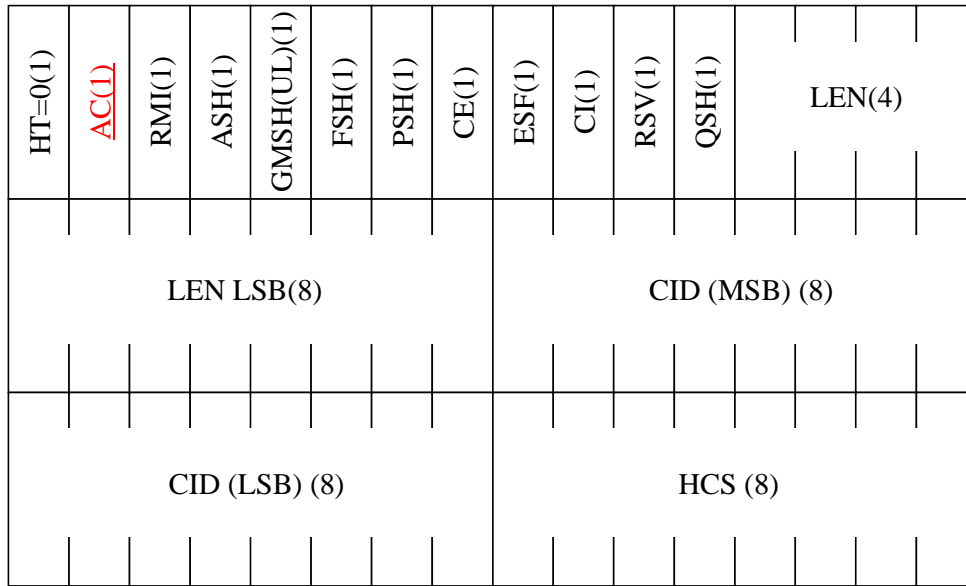 HT=0(1)
AC(1)
RMI(1)
ASH(1)
GMSH(UL)(1)
FSH(1)
PSH(1)
CE(1)
ESF(1)
CI(1)
RSV(1)
QSH(1)
LEN(4)
LEN LSB(8)
CID (MSB) (8)
CID (LSB) (8)
HCS (8)